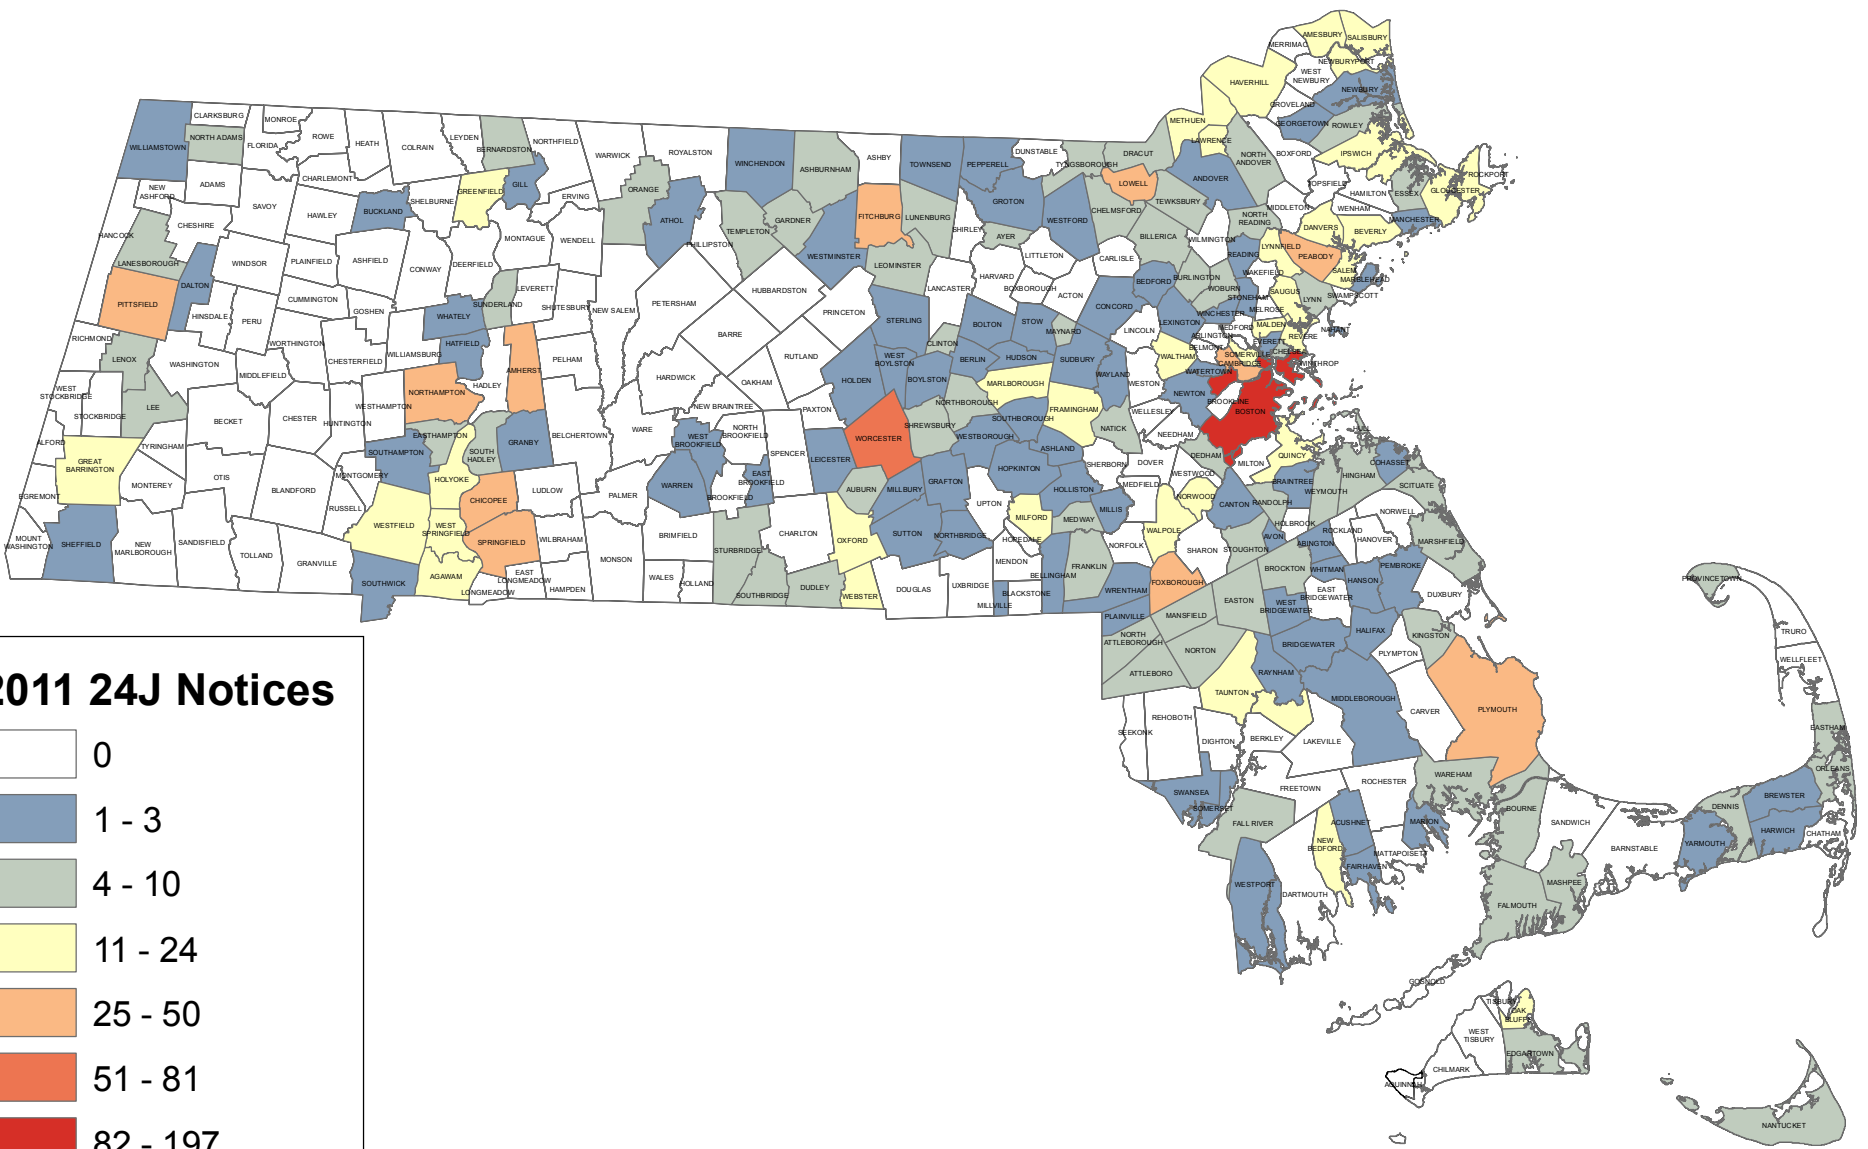 AMESBURY
SALISBURY
MERRIMAC
NEWBURYPORT
WEST
NEWBURY
HAVERHILL
NEWBURY
GROVELAND
GEORGETOWN
ROWLEY
METHUEN
LAWRENCE
IPSWICH
BOXFORD
NORTH
ANDOVER
CLARKSBURG
MONROE
NORTH ADAMS
FLORIDA
ROWE
HEATH
COLRAIN
LEYDEN
BERNARDSTON
NORTHFIELD
WARWICK
ROYALSTON
WINCHENDON
ASHBURNHAM
ASHBY
TOWNSEND
PEPPERELL
DUNSTABLE
TYNGSBOROUGH
DRACUT
WILLIAMSTOWN
ROCKPORT
GLOUCESTER
ESSEX
HAMILTON
TOPSFIELD
WENHAM
MIDDLETON
MANCHESTER
ANDOVER
LOWELL
NEW
ASHFORD
ADAMS
CHARLEMONT
SAVOY
HAWLEY
BUCKLAND
SHELBURNE
GREENFIELD
GILL
ERVING
ORANGE
ATHOL
PHILLIPSTON
TEMPLETON
GARDNER
WESTMINSTER
FITCHBURG
LUNENBURG
SHIRLEY
GROTON
AYER
WESTFORD
CHELMSFORD
TEWKSBURY
BILLERICA
WILMINGTON
NORTH
READING
DANVERS
BEVERLY
LYNNFIELD
PEABODY
READING
SALEM
MARBLEHEAD
WAKEFIELD
HANCOCK
CHESHIRE
LANESBOROUGH
WINDSOR
PLAINFIELD
ASHFIELD
CONWAY
DEERFIELD
MONTAGUE
WENDELL
LEOMINSTER
LANCASTER
HARVARD
LITTLETON
BOXBOROUGH
ACTON
CARLISLE
BEDFORD
BURLINGTON
WOBURN
STONEHAM
SAUGUS
LYNN
SWAMPSCOTT
PITTSFIELD
DALTON
HINSDALE
PERU
CUMMINGTON
GOSHEN
WHATELY
SUNDERLAND
LEVERETT
SHUTESBURY
NEW SALEM
PETERSHAM
HUBBARDSTON
PRINCETON
STERLING
CLINTON
BOLTON
STOW
MAYNARD
CONCORD
LINCOLN
LEXINGTON
WINCHESTER
MELROSE
MEDFORD
MALDEN
REVERE
NAHANT
ARLINGTON
EVERETT
BELMONT
CHELSEA
SOMERVILLE
CAMBRIDGE
WINTHROP
WALTHAM
WATERTOWN
RICHMOND
LENOX
WASHINGTON
WORTHINGTON
CHESTERFIELD
WILLIAMSBURG
HATFIELD
AMHERST
PELHAM
BARRE
RUTLAND
WEST
BOYLSTON
BERLIN
HUDSON
SUDBURY
WAYLAND
WESTON
NEWTON
BROOKLINE
BOSTON
WEST
STOCKBRIDGE
STOCKBRIDGE
LEE
MIDDLEFIELD
HADLEY
NORTHAMPTON
WESTHAMPTON
HARDWICK
OAKHAM
HOLDEN
BOYLSTON
MARLBOROUGH
NORTHBOROUGH
FRAMINGHAM
SOUTHBOROUGH
WELLESLEY
NEEDHAM
NATICK
DEDHAM
MILTON
QUINCY
HULL
ALFORD
TYRINGHAM
BECKET
CHESTER
HUNTINGTON
SOUTHAMPTON
EASTHAMPTON
SOUTH
HADLEY
GRANBY
BELCHERTOWN
WARE
NEW BRAINTREE
WEST
BROOKFIELD
NORTH
BROOKFIELD
PAXTON
SPENCER
LEICESTER
WORCESTER
SHREWSBURY
WESTBOROUGH
ASHLAND
HOPKINTON
SHERBORN
DOVER
WESTWOOD
MEDFIELD
NORWOOD
COHASSET
HINGHAM
SCITUATE
BRAINTREE
WEYMOUTH
GREAT
BARRINGTON
MONTEREY
OTIS
BLANDFORD
MONTGOMERY
RUSSELL
HOLYOKE
CHICOPEE
LUDLOW
PALMER
WARREN
BROOKFIELD
EAST
BROOKFIELD
AUBURN
MILLBURY
GRAFTON
UPTON
HOLLISTON
MILLIS
CANTON
RANDOLPH
HOLBROOK
NORWELL
EGREMONT
MOUNT
WASHINGTON
SHEFFIELD
NEW
MARLBOROUGH
SANDISFIELD
TOLLAND
GRANVILLE
WESTFIELD
WEST
SPRINGFIELD
SPRINGFIELD
WILBRAHAM
MONSON
BRIMFIELD
STURBRIDGE
CHARLTON
OXFORD
SUTTON
NORTHBRIDGE
MILFORD
HOPEDALE
MEDWAY
NORFOLK
WALPOLE
SHARON
STOUGHTON
AVON
ROCKLAND
HANOVER
ABINGTON
MARSHFIELD
SOUTHWICK
AGAWAM
LONGMEADOW
EAST
LONGMEADOW
HAMPDEN
WALES
HOLLAND
SOUTHBRIDGE
DUDLEY
WEBSTER
DOUGLAS
UXBRIDGE
MENDON
BLACKSTONE
MILLVILLE
BELLINGHAM
FRANKLIN
WRENTHAM
FOXBOROUGH
BROCKTON
WHITMAN
HANSON
PEMBROKE
DUXBURY
EAST
BRIDGEWATER
WEST
BRIDGEWATER
EASTON
MANSFIELD
PLAINVILLE
NORTH
ATTLEBOROUGH
NORTON
ATTLEBORO
BRIDGEWATER
HALIFAX
KINGSTON
PLYMPTON
PROVINCETOWN
TRURO
WELLFLEET
TAUNTON
RAYNHAM
MIDDLEBOROUGH
CARVER
PLYMOUTH
REHOBOTH
SEEKONK
DIGHTON
BERKLEY
LAKEVILLE
EASTHAM
ORLEANS
FREETOWN
ROCHESTER
WAREHAM
SWANSEA
SOMERSET
FALL RIVER
NEW
BEDFORD
ACUSHNET
MARION
BOURNE
SANDWICH
DENNIS
BREWSTER
HARWICH
CHATHAM
YARMOUTH
BARNSTABLE
MATTAPOISETT
FAIRHAVEN
WESTPORT
DARTMOUTH
MASHPEE
FALMOUTH
GOSNOLD
TISBURY
OAK
BLUFFS
WEST
TISBURY
EDGARTOWN
CHILMARK
AQUINNAH
NANTUCKET
2011 24J Notices
0
1 - 3
4 - 10
11 - 24
25 - 50
51 - 81
82 - 197